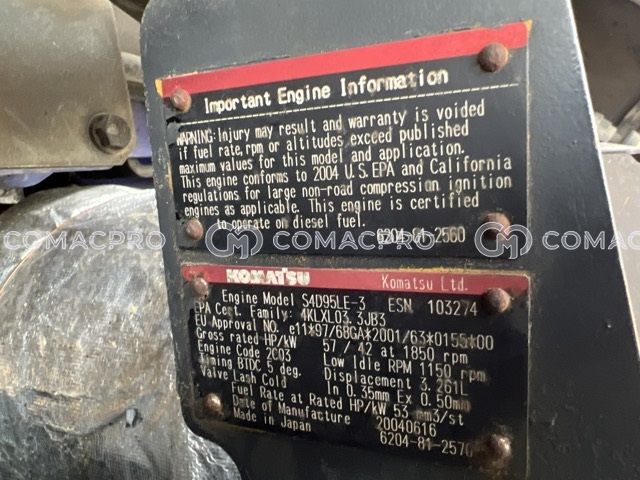 Important Engine Information
WARNING: Injury may result and warranty is voided
if fuel rate, rpm or altitudes exceed published
maximum values for this model and application.
This engine conforms to 2004 U.S. EPA and California
regulations for large non-road compression ignition
engines as applicable. This engine is certified
to operate on diesel fuel.
6204-81-2560
COMACPRO COMACPRO COMACPRO
KOMATSU Komatsu Ltd.
Engine Model S4D95LE-3 ESN 103274
EPA Cert. Family: 4KLXL03.3JB3
EU Approval NO. e11*97/68GA*2001/63*0155*00
Gross rated HP/kW 57 / 42 at 1850 rpm
Engine Code 2C03 Low Idle RPM 1150 rpm
Timing BTDC 5 deg. Displacement 3.261L
Valve Lash Cold In 0.35mm Ex 0.50mm
Fuel Rate at Rated HP/kW 53 mm3/st
Date of Manufacture 20040616
Made in Japan 6204-81-2570